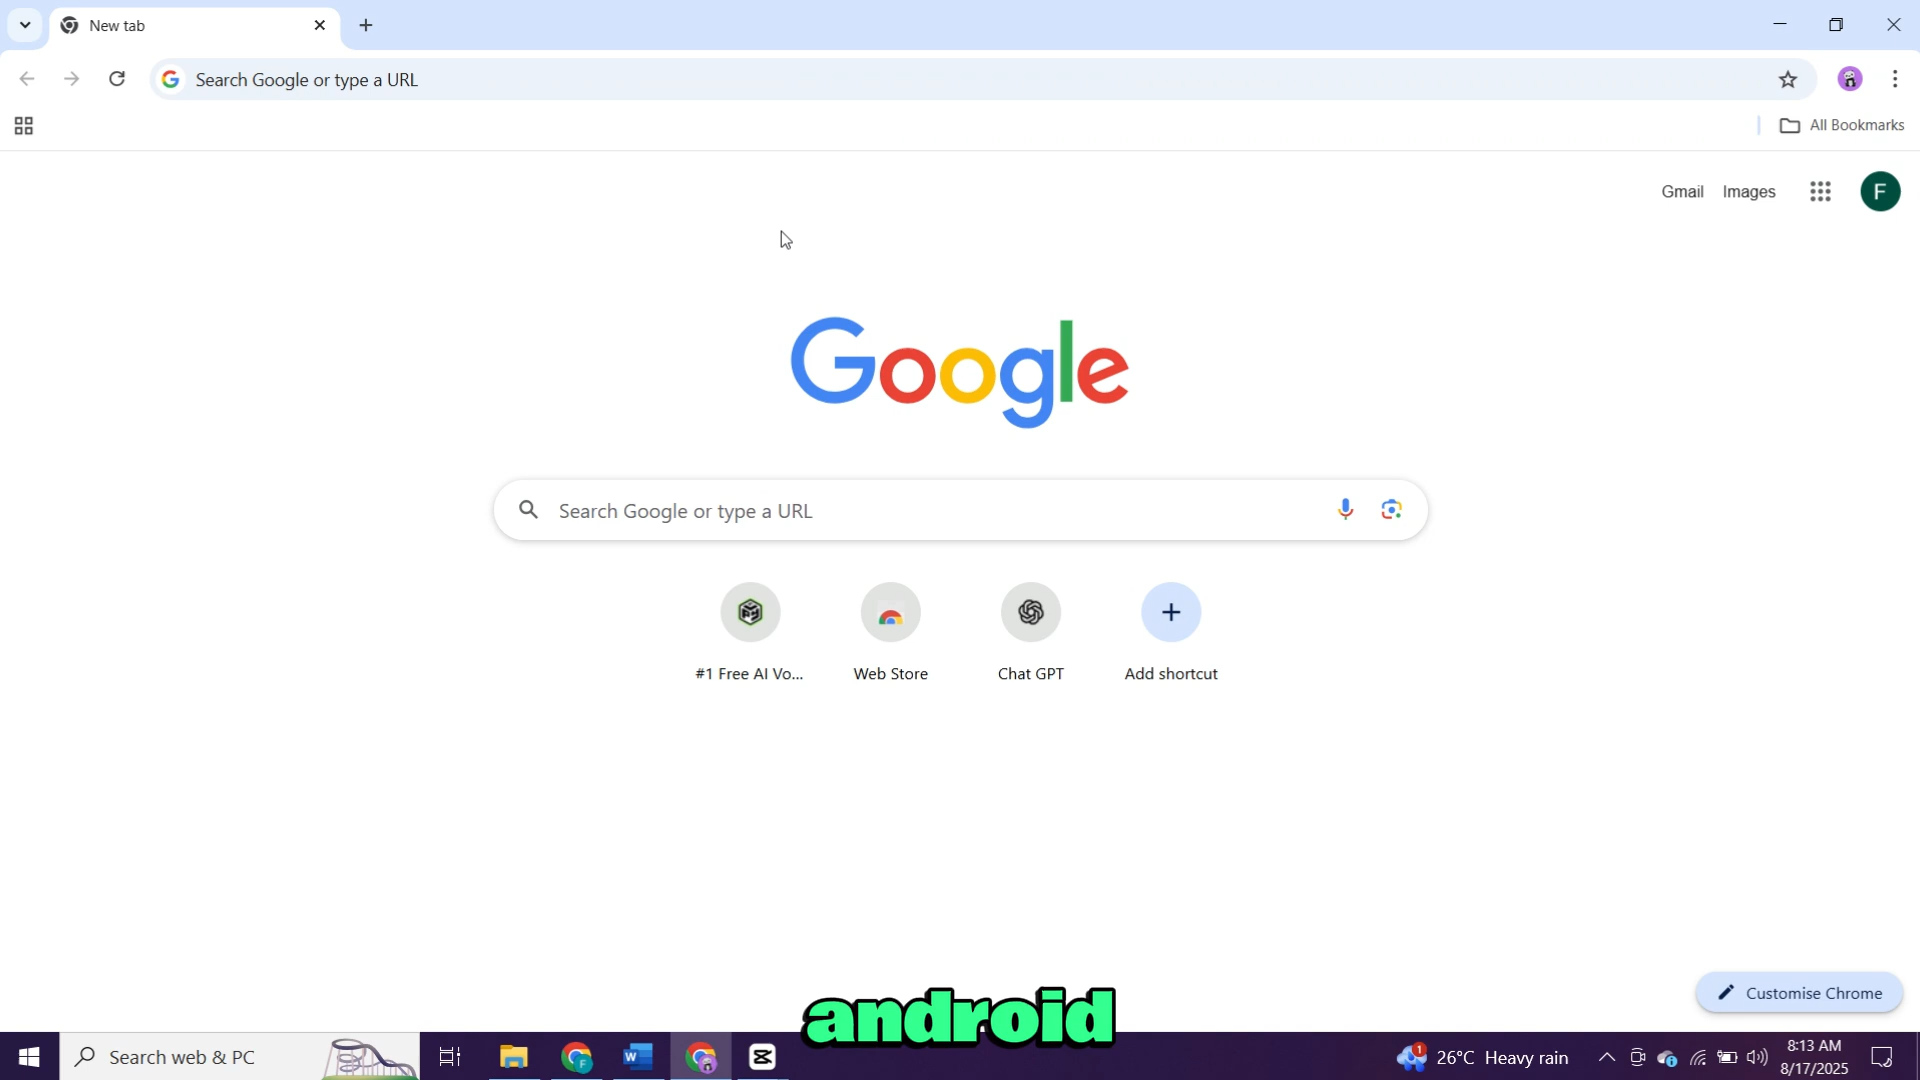 New tab
Search Google or type a URL
All Bookmarks
Gmail Images F
Google
Search Google or type a URL
#1 Free AI Vo... Web Store Chat GPT Add shortcut
Customise Chrome
android
Search web & PC
1 26°C Heavy rain
8:13 AM
8/17/2025